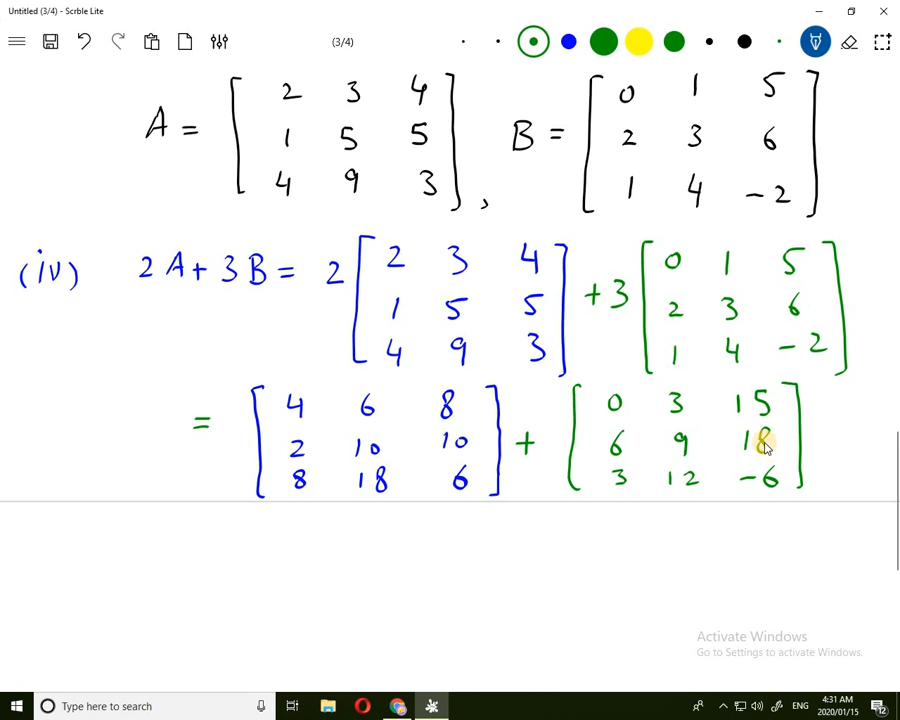 Untitled (3/4) - Scrble Lite
(3/4)
A = [ 2 3 4
1 5 5
4 9 3 ] , B = [ 0 1 5
2 3 6
1 4 -2 ]
(iv) 2A + 3B = 2 [ 2 3 4
1 5 5
4 9 3 ] + 3 [ 0 1 5
2 3 6
1 4 -2 ]
= [ 4 6 8
2 10 10
8 18 6 ] + [ 0 3 15
6 9 18
3 12 -6 ]
Activate Windows
Go to Settings to activate Windows.
Type here to search
ENG
4:31 AM
2020/01/15
12